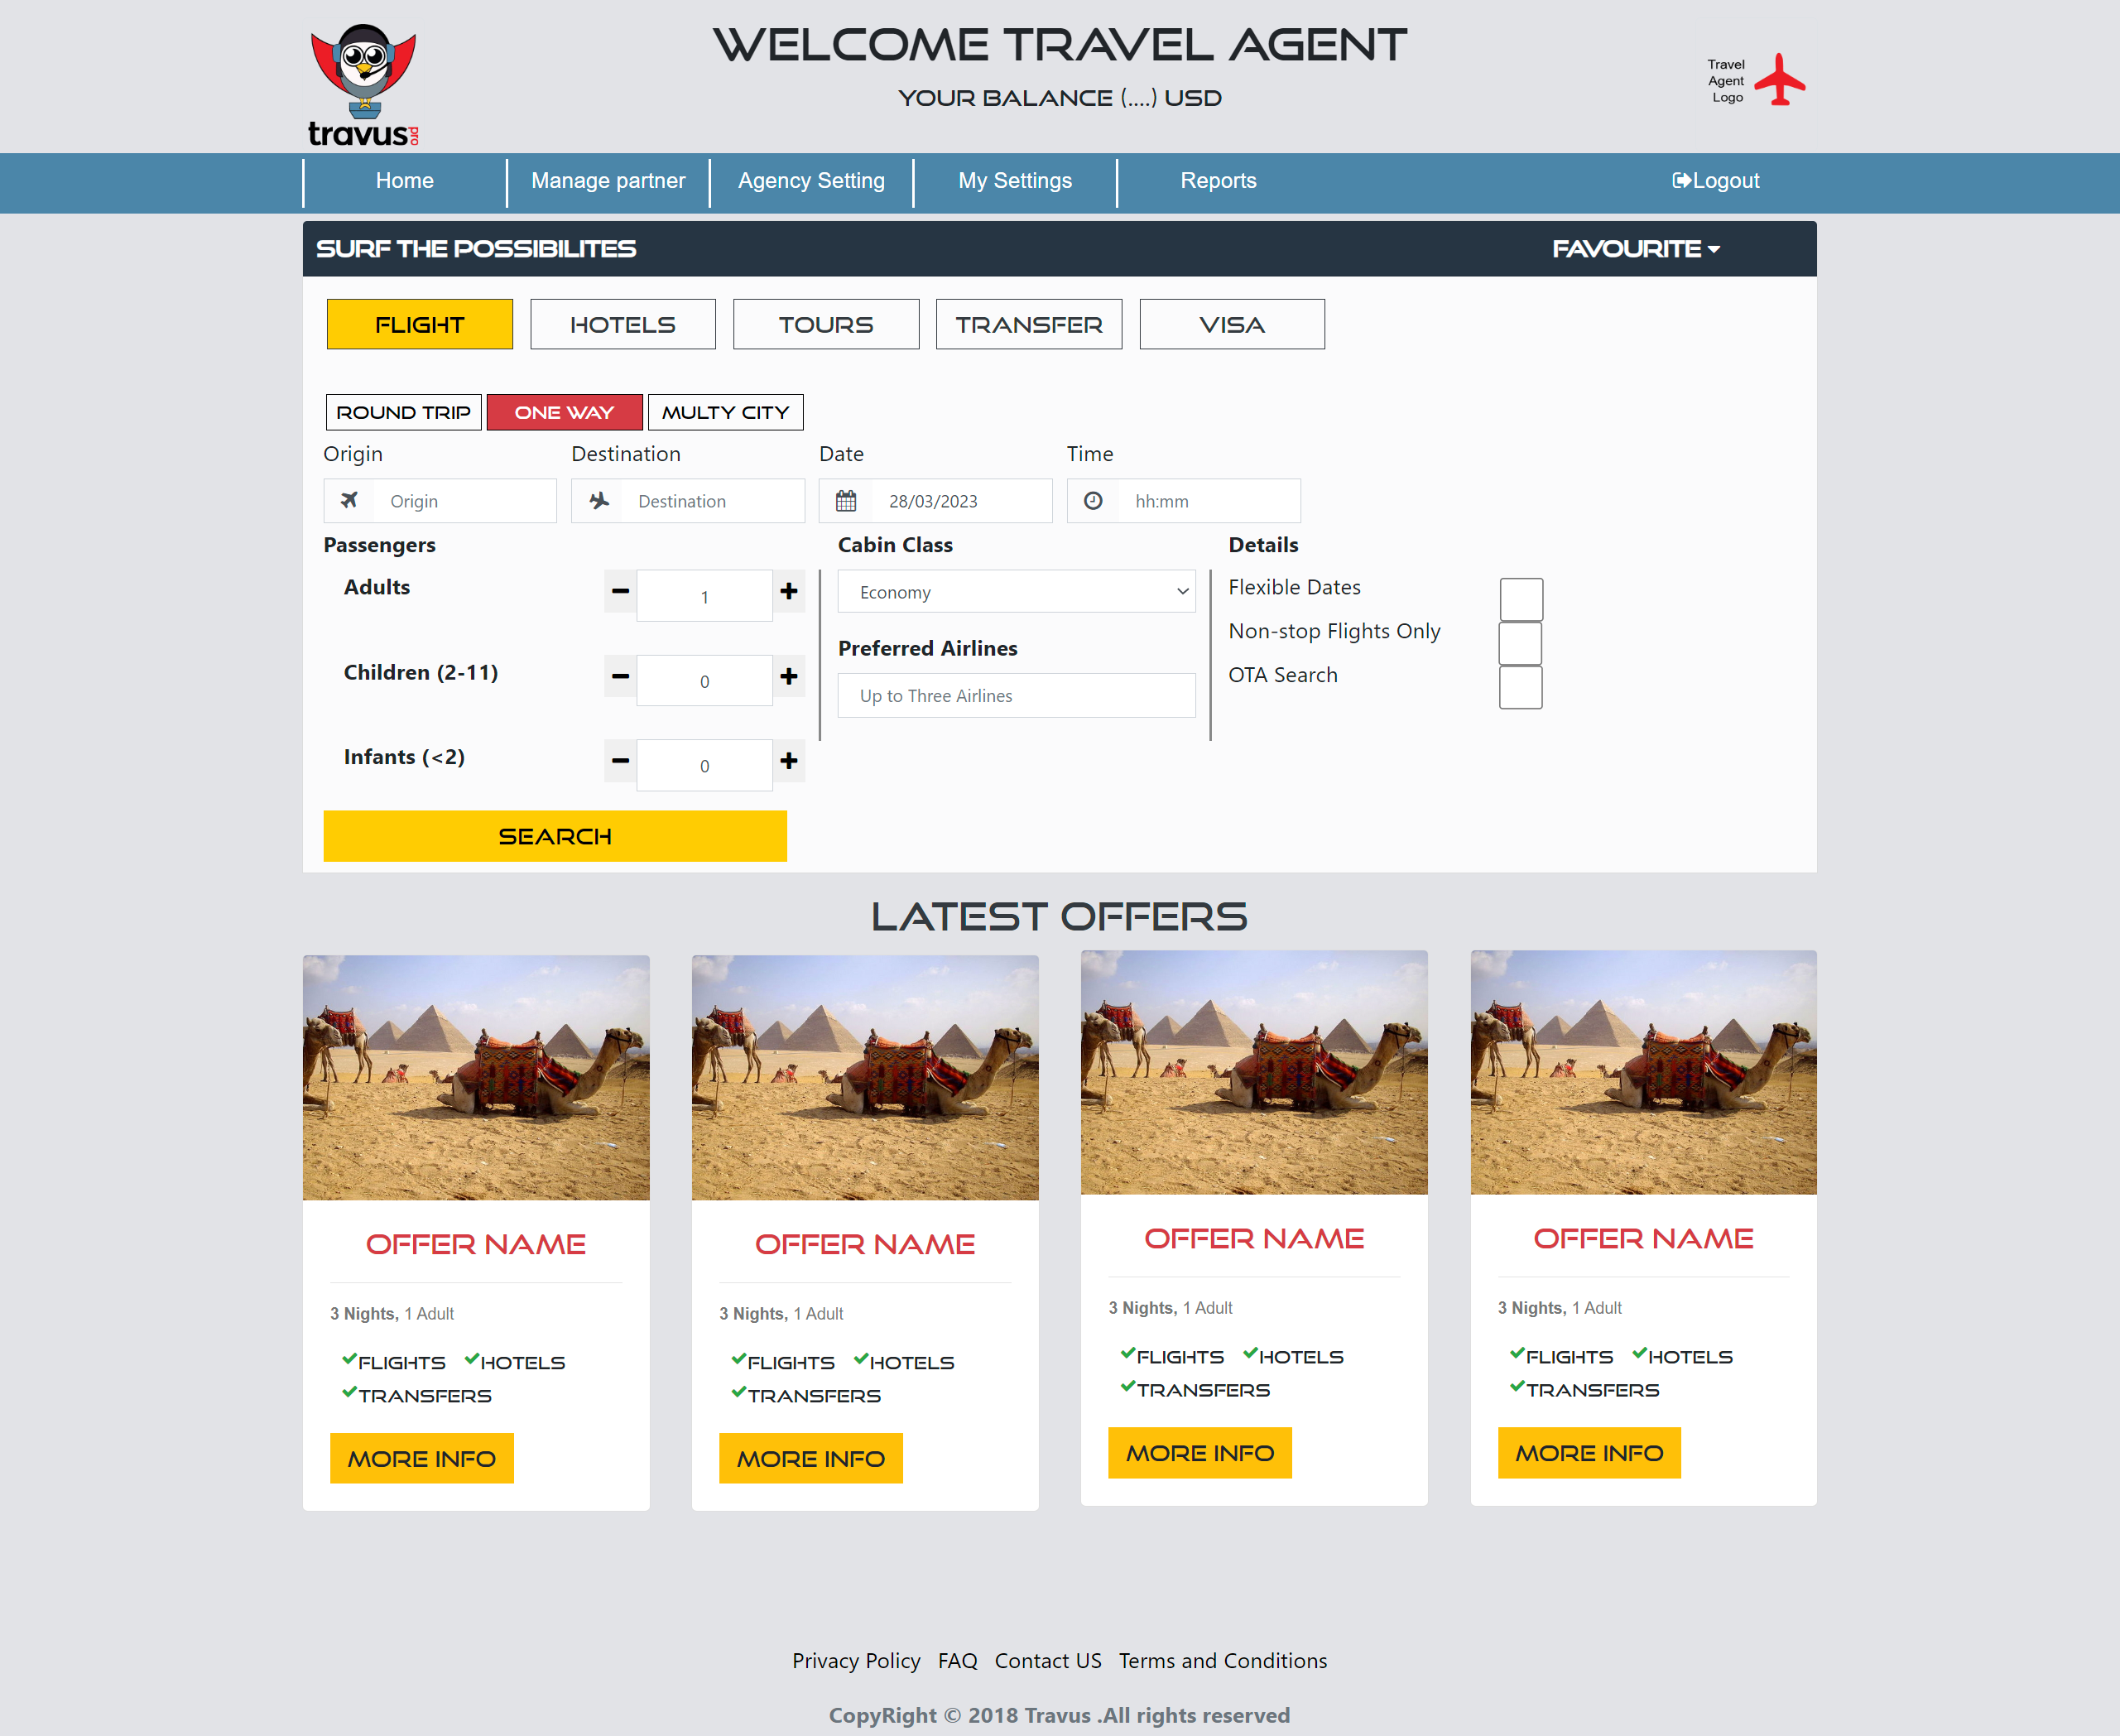 WELCOME TRAVEL AGENT
YOUR BALANCE (....) USD
travuspro
Travel
Agent
Logo
Home Manage partner Agency Setting My Settings Reports Logout
SURF THE POSSIBILITES FAVOURITE
FLIGHT HOTELS TOURS TRANSFER VISA
ROUND TRIP ONE WAY MULTY CITY
Origin Destination Date Time
Origin Destination 28/03/2023 hh:mm
Passengers Cabin Class Details
Adults 1 Economy Flexible Dates
Non-stop Flights Only
Preferred Airlines
Children (2-11) 0 Up to Three Airlines OTA Search
Infants (<2) 0
SEARCH
LATEST OFFERS
OFFER NAME OFFER NAME OFFER NAME OFFER NAME
3 Nights, 1 Adult 3 Nights, 1 Adult 3 Nights, 1 Adult 3 Nights, 1 Adult
FLIGHTS HOTELS FLIGHTS HOTELS FLIGHTS HOTELS FLIGHTS HOTELS
TRANSFERS TRANSFERS TRANSFERS TRANSFERS
MORE INFO MORE INFO MORE INFO MORE INFO
Privacy Policy FAQ Contact US Terms and Conditions
CopyRight © 2018 Travus .All rights reserved